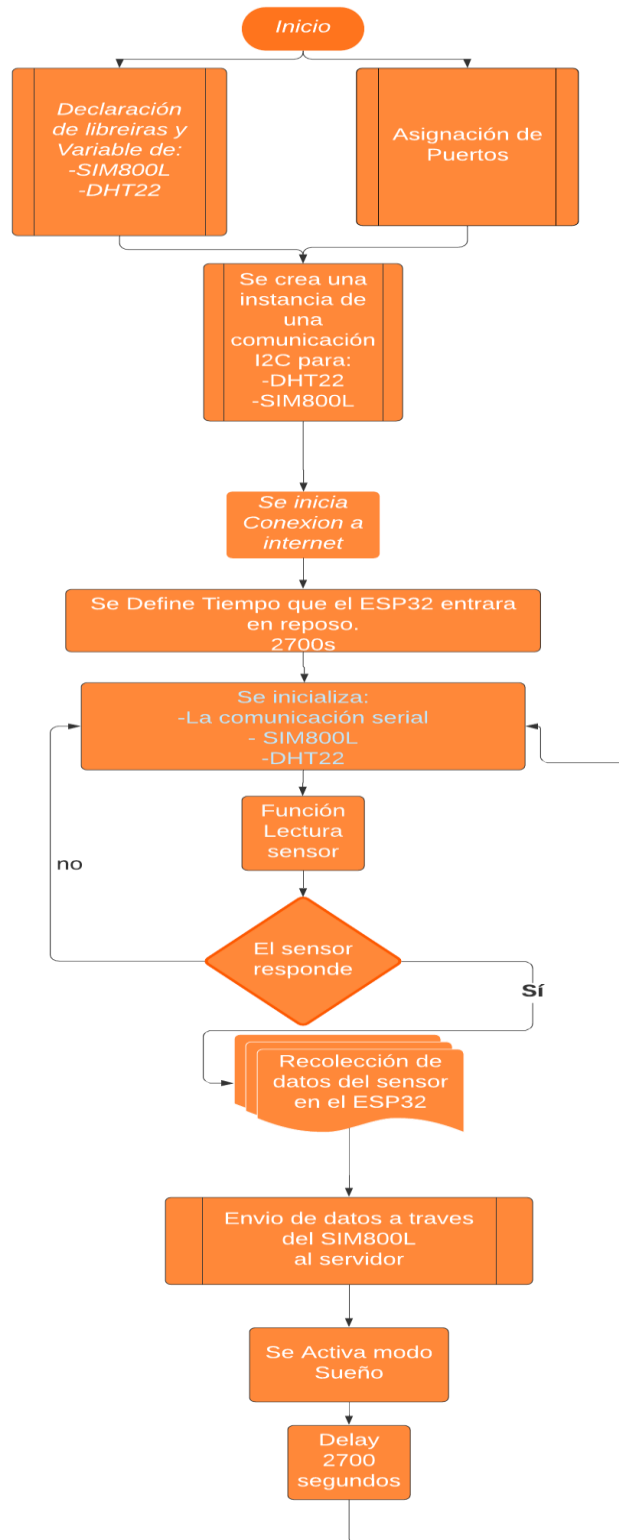 Inicio
Declaración
de libreiras y
Variable de:
-SIM800L
-DHT22
Asignación de
Puertos
Se crea una
instancia de
una
comunicación
I2C para:
-DHT22
-SIM800L
Se inicia
Conexion a
internet
Se Define Tiempo que el ESP32 entrara
en reposo.
2700s
Se inicializa:
-La comunicación serial
- SIM800L
-DHT22
Función
Lectura
sensor
no
El sensor
responde
Sí
Recolección de
datos del sensor
en el ESP32
Envio de datos a traves
del SIM800L
al servidor
Se Activa modo
Sueño
Delay
2700
segundos